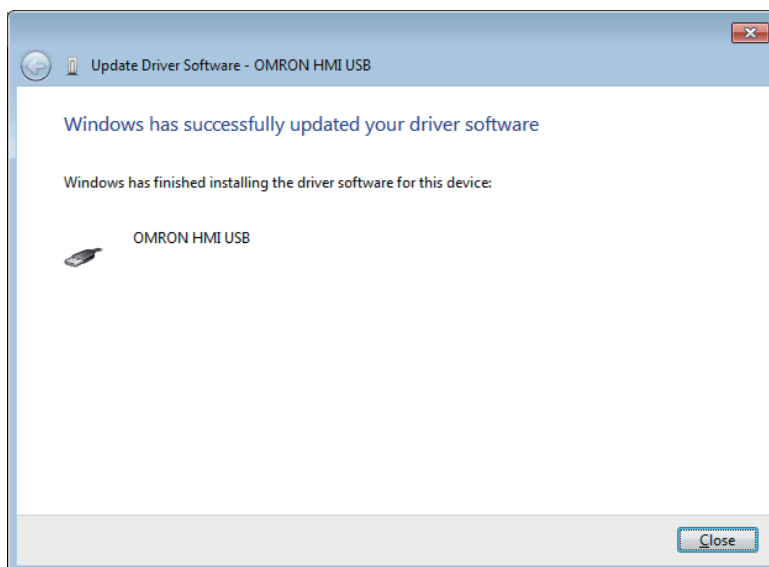 Update Driver Software - OMRON HMI USB
Windows has successfully updated your driver software
Windows has finished installing the driver software for this device:
OMRON HMI USB
Close